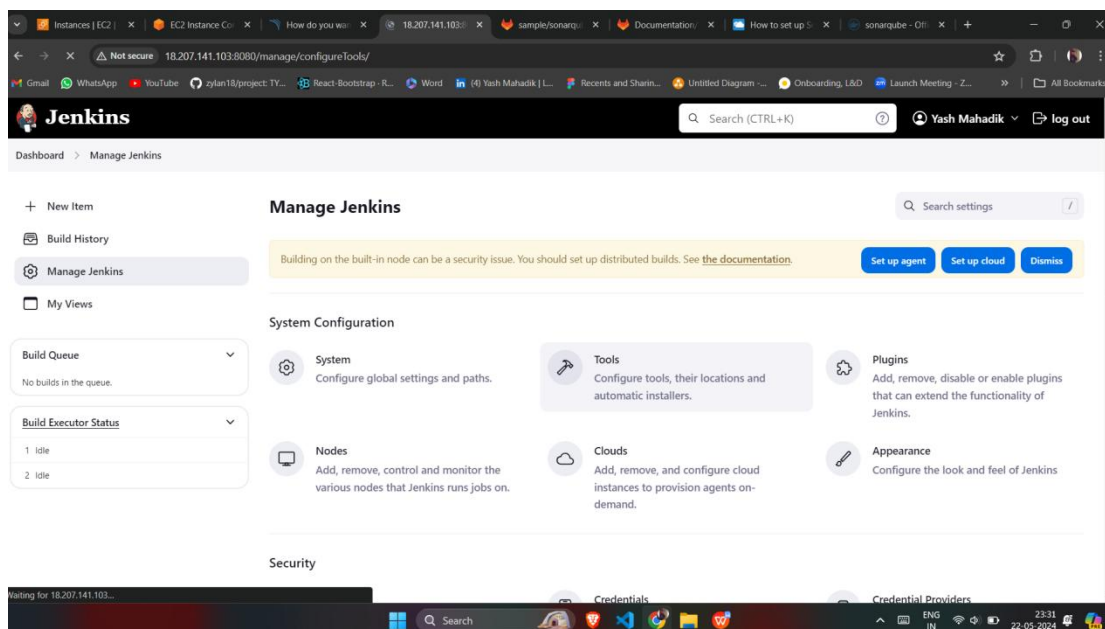 Instances | EC2 |
EC2 Instance Co
How do you wan
18.207.141.103:8
sample/sonarqu
Documentation/
How to set up S
sonarqube - Offi
Not secure 18.207.141.103:8080/manage/configureTools/
Gmail WhatsApp YouTube zylan18/project: TY... React-Bootstrap · R... Word (4) Yash Mahadik | L... Recents and Sharin... Untitled Diagram -... Onboarding, L&D Launch Meeting - Z... » All Bookmarks
Jenkins
Search (CTRL+K)
Yash Mahadik
log out
Dashboard > Manage Jenkins
New Item
Build History
Manage Jenkins
My Views
Build Queue
No builds in the queue.
Build Executor Status
1 Idle
2 Idle
Manage Jenkins
Search settings /
Building on the built-in node can be a security issue. You should set up distributed builds. See the documentation.
Set up agent
Set up cloud
Dismiss
System Configuration
System
Configure global settings and paths.
Tools
Configure tools, their locations and
automatic installers.
Plugins
Add, remove, disable or enable plugins
that can extend the functionality of
Jenkins.
Nodes
Add, remove, control and monitor the
various nodes that Jenkins runs jobs on.
Clouds
Add, remove, and configure cloud
instances to provision agents on-
demand.
Appearance
Configure the look and feel of Jenkins
Security
Credentials
Credential Providers
Waiting for 18.207.141.103...
Search
ENG
IN
23:31
22-05-2024